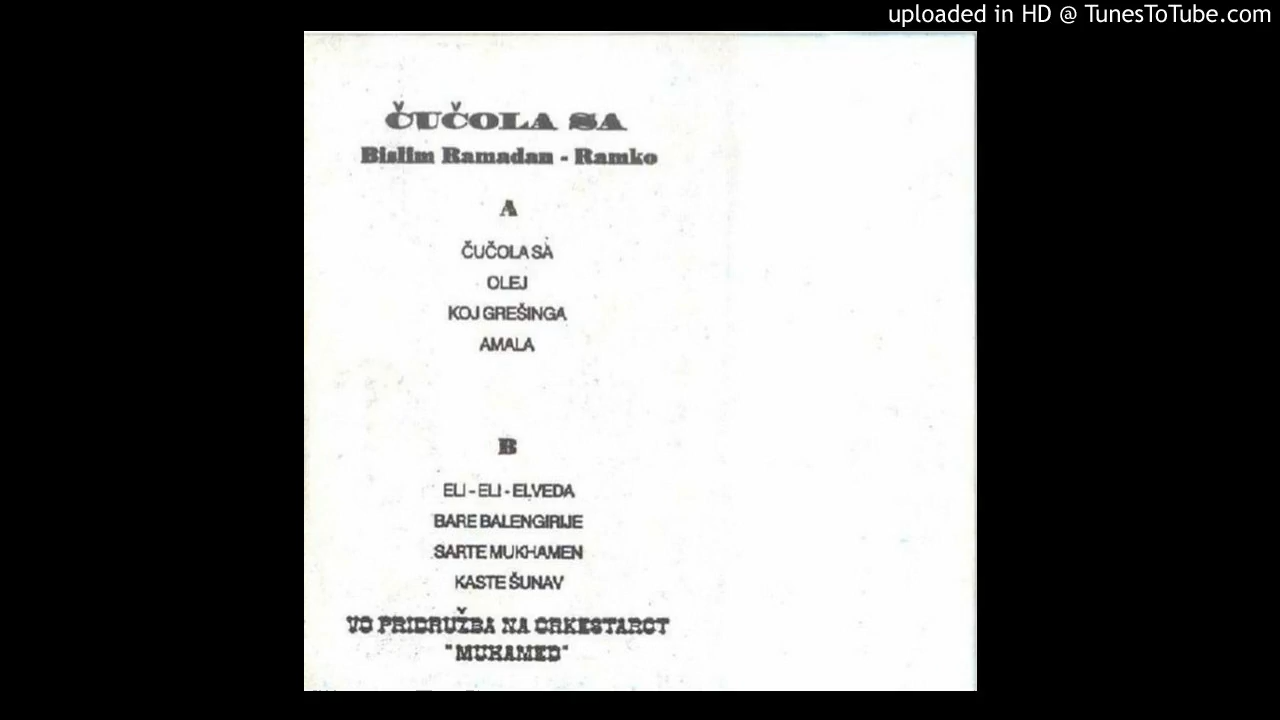 uploaded in HD @ TunesToTube.com
ČUČOLA SA
Bislim Ramadan - Ramko
A
ČUČOLA SA
OLEJ
KOJ GREŠINGA
AMALA
B
ELI - ELI - ELVEDA
BARE BALENGIRIJE
SARTE MUKHAMEN
KASTE ŠUNAV
VO PRIDRUŽBA NA ORKESTAROT
"MUHAMED"